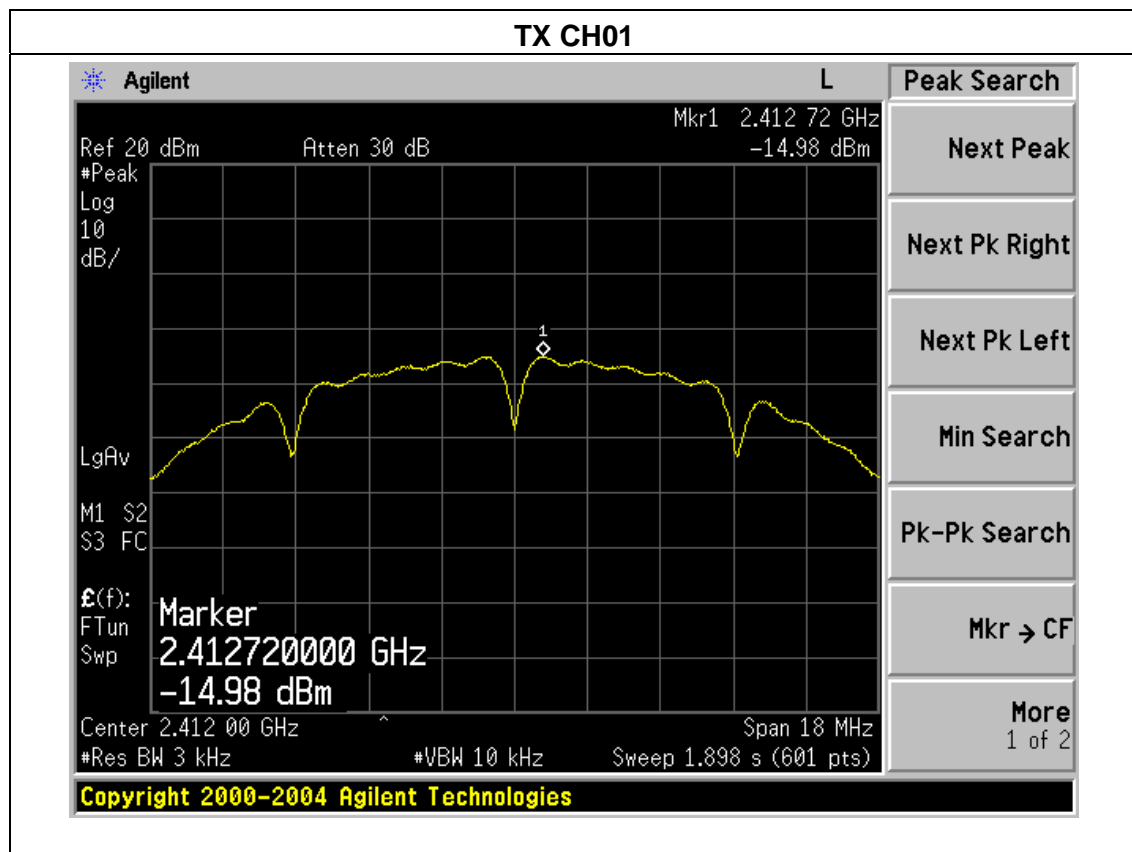 TX CH01
Agilent L Peak Search
Mkr1 2.412 72 GHz
Ref 20 dBm Atten 30 dB -14.98 dBm
#Peak
Log
10
dB/
1
LgAv
M1 S2
S3 FC
£(f):
FTun
Swp
Marker
2.412720000 GHz
-14.98 dBm
Center 2.412 00 GHz ^ Span 18 MHz
#Res BW 3 kHz #VBW 10 kHz Sweep 1.898 s (601 pts)
Next Peak
Next Pk Right
Next Pk Left
Min Search
Pk-Pk Search
Mkr → CF
More
1 of 2
Copyright 2000-2004 Agilent Technologies